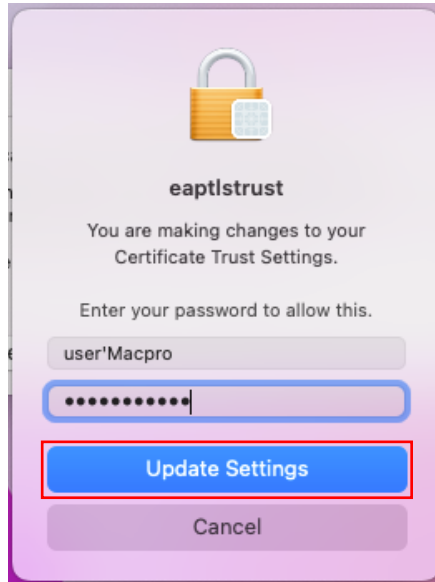 eaptlstrust
You are making changes to your
Certificate Trust Settings.
Enter your password to allow this.
user'Macpro
•••••••••••
Update Settings
Cancel